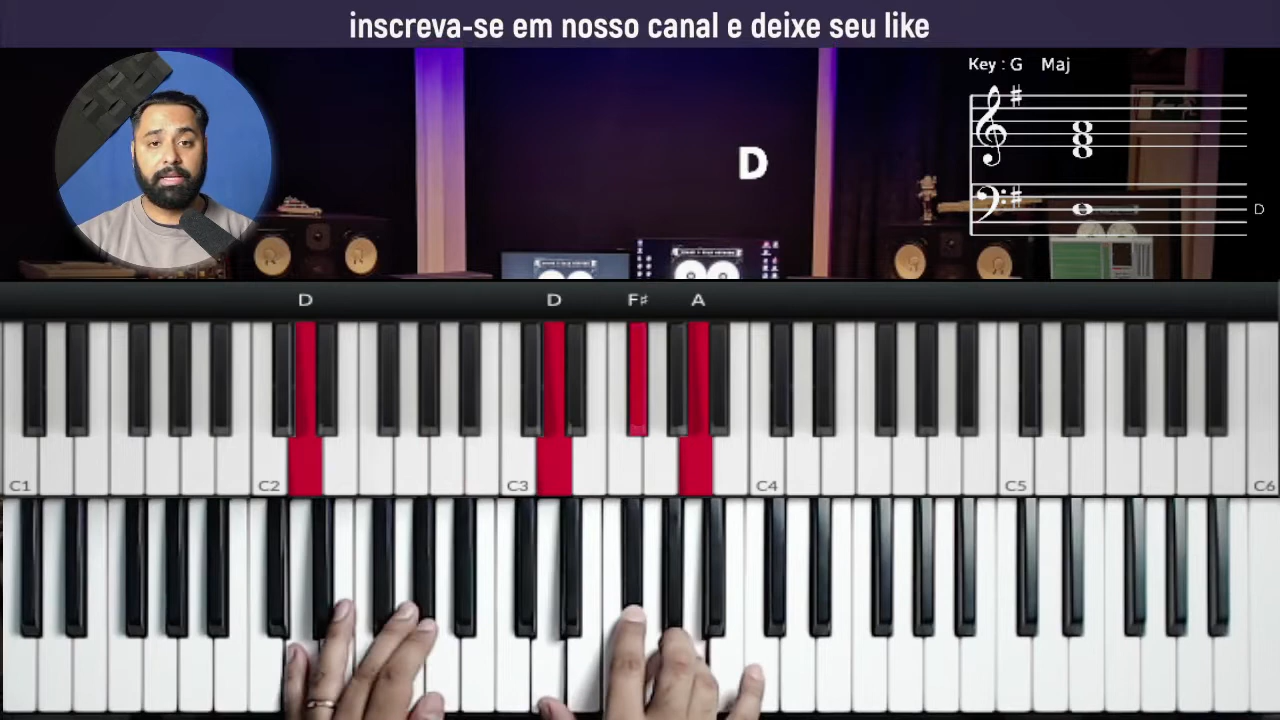 inscreva-se em nosso canal e deixe seu like
Key : G Maj
D
D
D D F♯ A
C1 C2 C3 C4 C5 C6